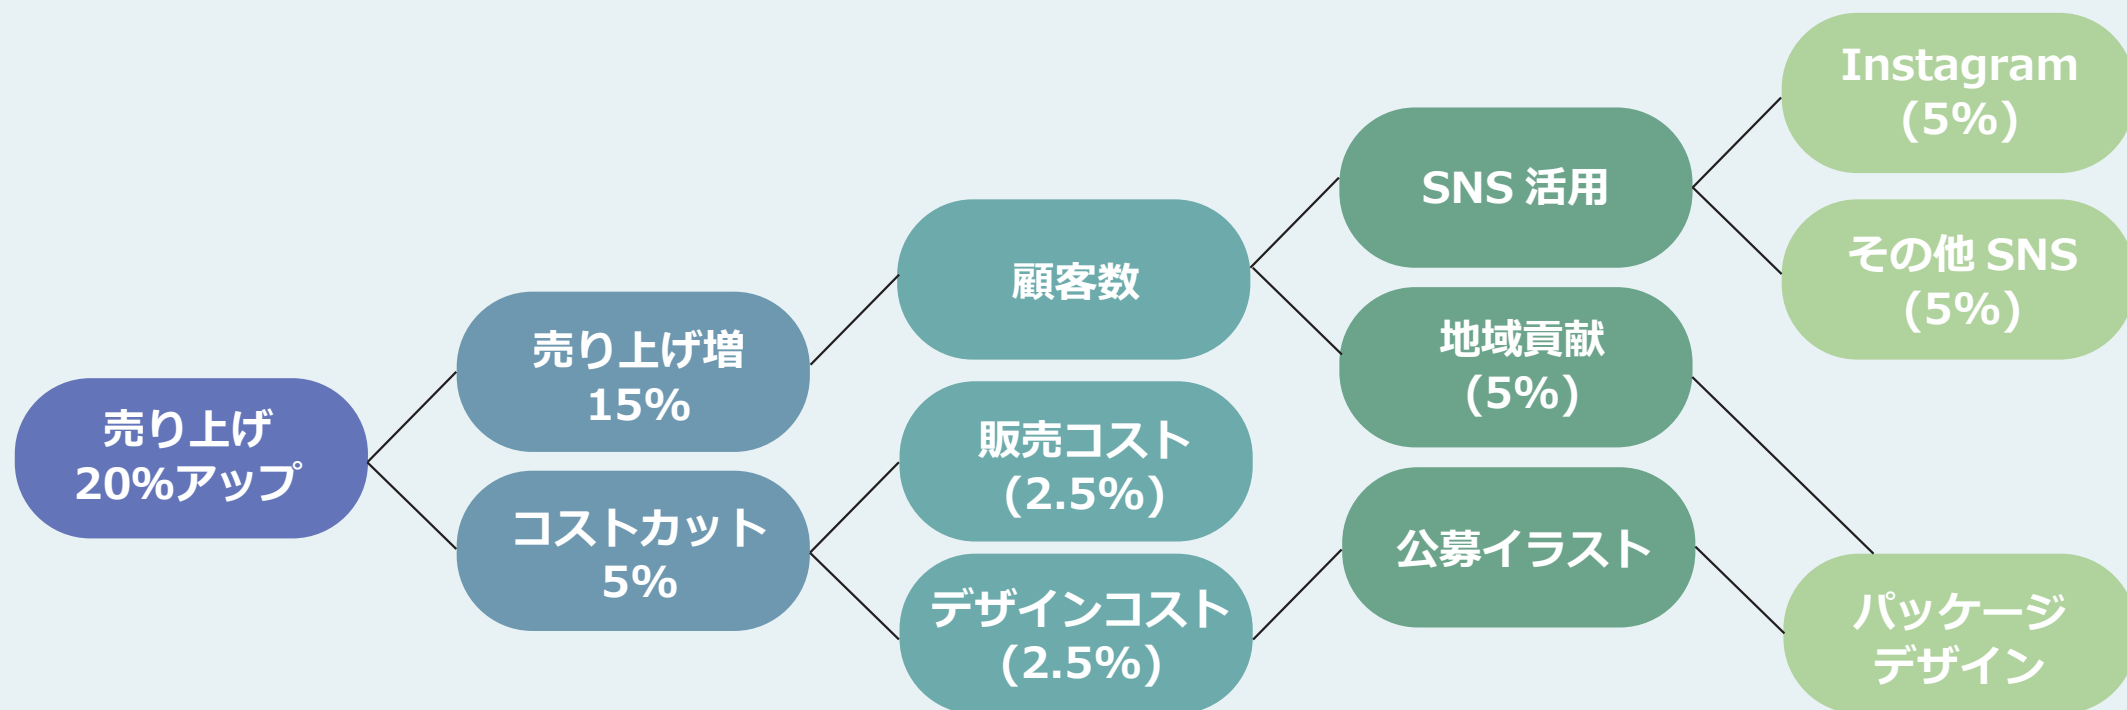 売り上げ
20%アップ
売り上げ増
15%
コストカット
5%
顧客数
販売コスト
（2.5%）
デザインコスト
（2.5%）
SNS 活用
地域貢献
（5%）
公募イラスト
Instagram
（5%）
その他 SNS
（5%）
パッケージ
デザイン